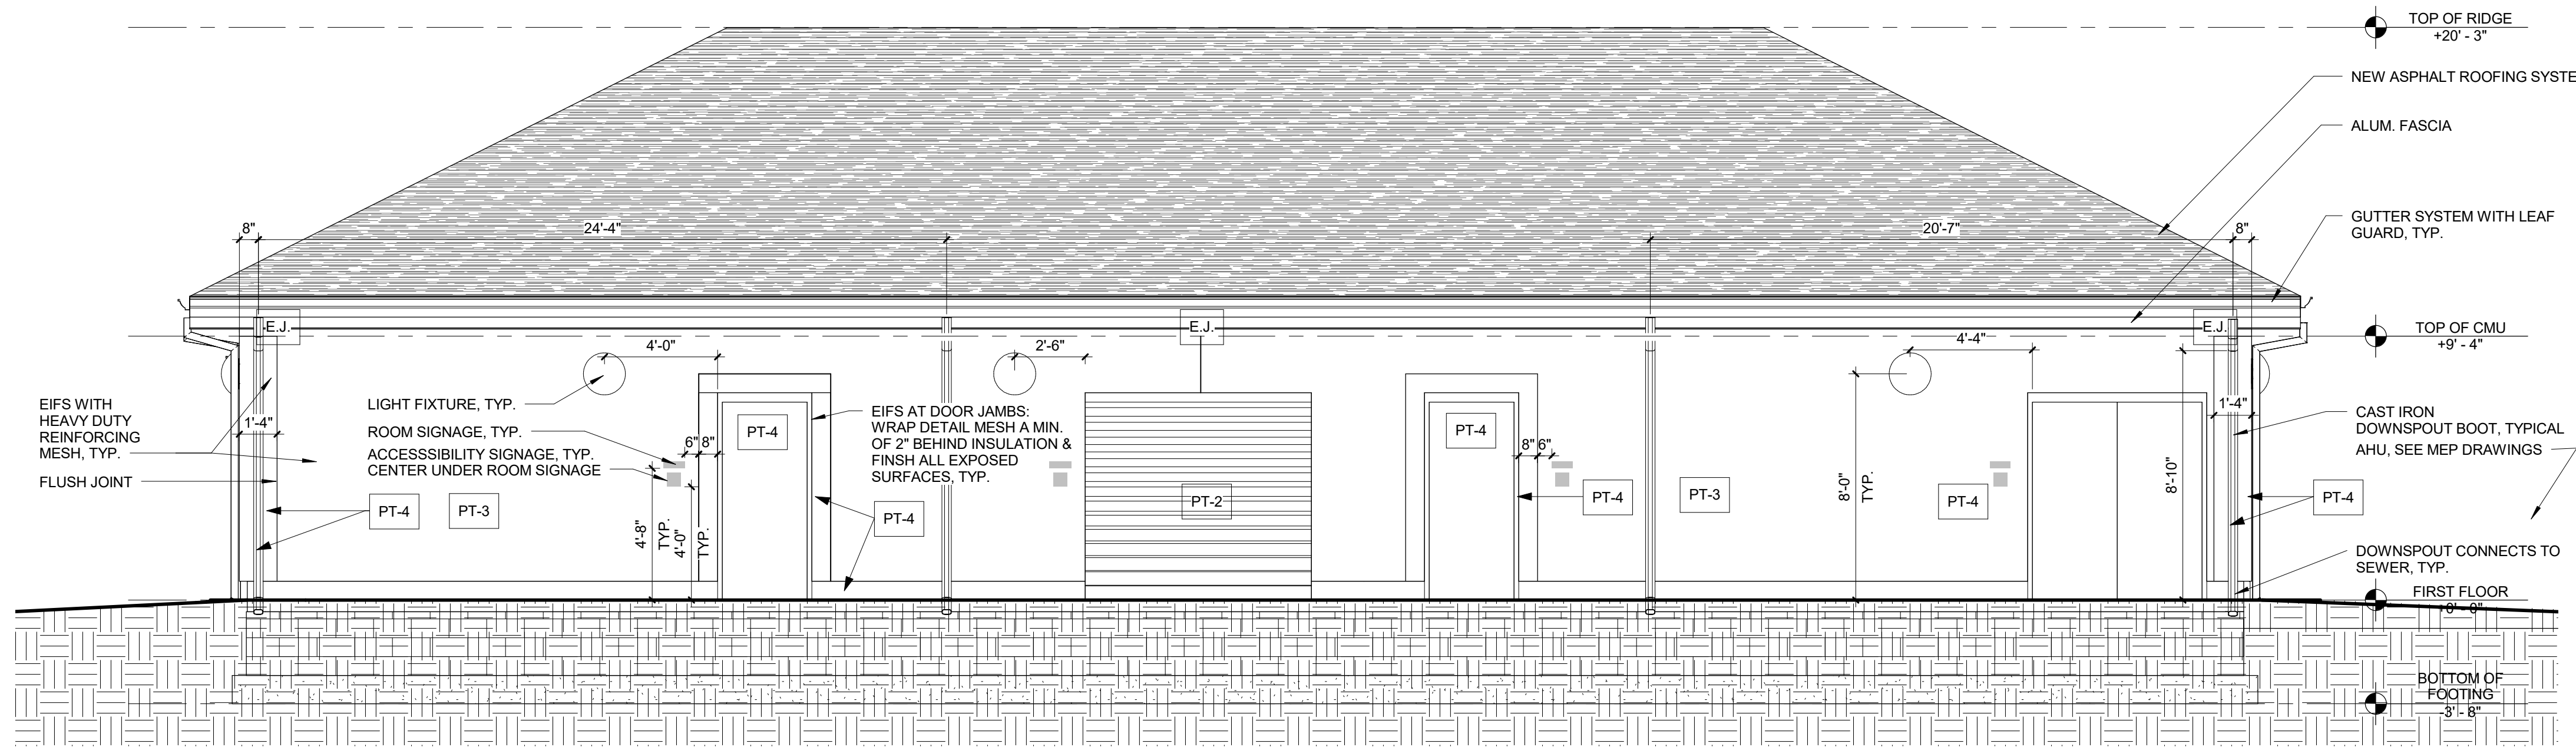 TOP OF RIDGE
+20' - 3"
NEW ASPHALT ROOFING SYSTE
ALUM. FASCIA
8"
24'-4"
20'-7"
8"
GUTTER SYSTEM WITH LEAF
GUARD, TYP.
E.J.
E.J.
E.J.
TOP OF CMU
+9' - 4"
4'-0"
2'-6"
4'-4"
EIFS WITH
HEAVY DUTY
REINFORCING
MESH, TYP.
FLUSH JOINT
1'-4"
LIGHT FIXTURE, TYP.
ROOM SIGNAGE, TYP.
ACCESSSIBILITY SIGNAGE, TYP.
CENTER UNDER ROOM SIGNAGE
6"
8"
PT-4
EIFS AT DOOR JAMBS:
WRAP DETAIL MESH A MIN.
OF 2" BEHIND INSULATION &
FINSH ALL EXPOSED
SURFACES, TYP.
PT-4
8"
6"
1'-4"
CAST IRON
DOWNSPOUT BOOT, TYPICAL
AHU, SEE MEP DRAWINGS
PT-4
PT-3
4'-8"
TYP.
4'-0"
TYP.
PT-4
PT-2
PT-4
PT-3
8'-0"
TYP.
PT-4
8'-10"
PT-4
DOWNSPOUT CONNECTS TO
SEWER, TYP.
FIRST FLOOR
+0' - 0"
BOTTOM OF
FOOTING
-3' - 8"